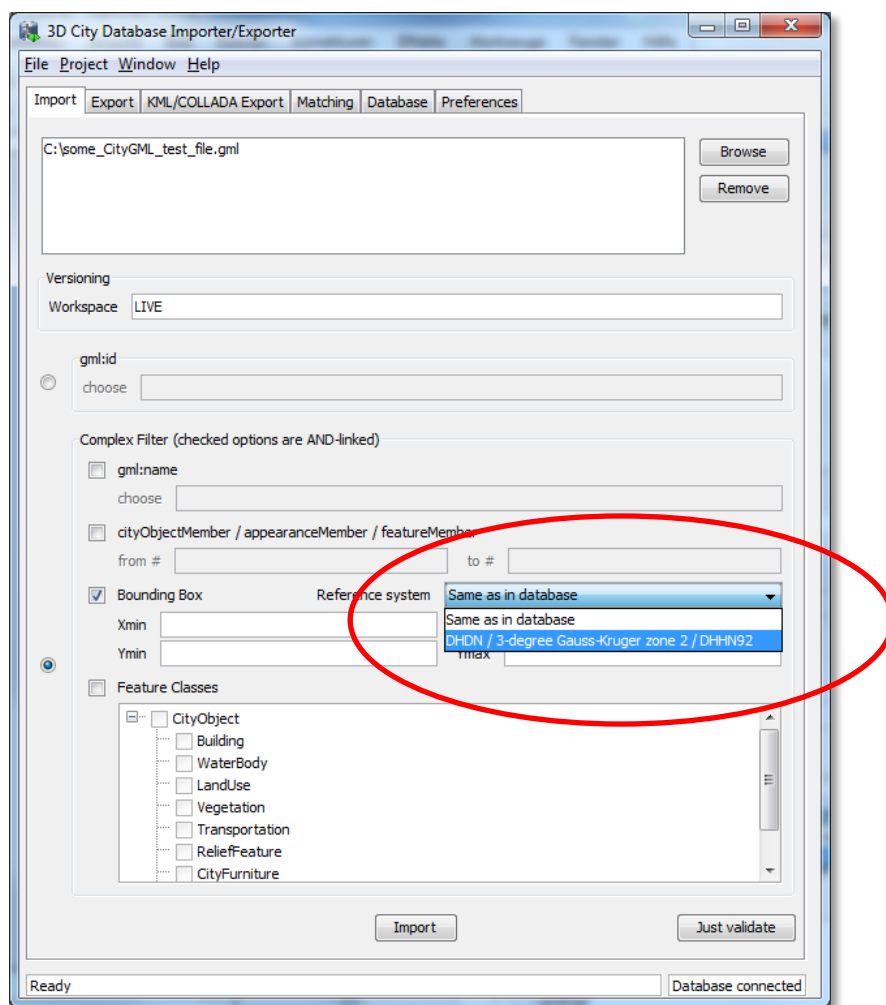 3D City Database Importer/Exporter
File Project Window Help
Import Export KML/COLLADA Export Matching Database Preferences
C:\some_CityGML_test_file.gml
Browse
Remove
Versioning
Workspace LIVE
gml:id
choose
Complex Filter (checked options are AND-linked)
gml:name
choose
cityObjectMember / appearanceMember / featureMember
from # to #
Bounding Box Reference system Same as in database
Same as in database
Xmin
DHDN / 3-degree Gauss-Kruger zone 2 / DHHN92
Ymin Ymax
Feature Classes
CityObject
Building
WaterBody
LandUse
Vegetation
Transportation
ReliefFeature
CityFurniture
Import Just validate
Ready Database connected